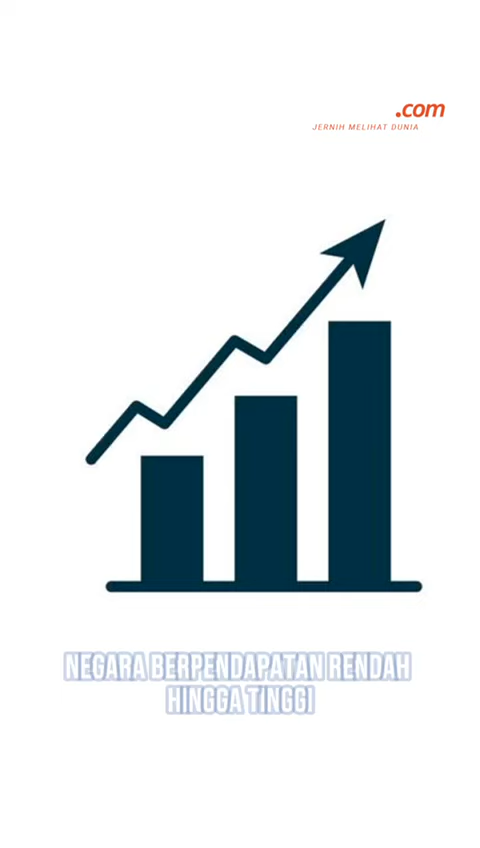 .com
JERNIH MELIHAT DUNIA
NEGARA BERPENDAPATAN RENDAH
HINGGA TINGGI